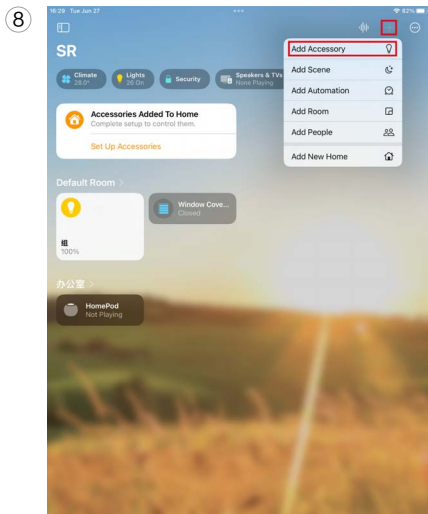 ⑧
16:29 Tue Jun 27
62%
SR
Add Accessory
Add Scene
Add Automation
Add Room
Add People
Add New Home
Climate
28.0°
Lights
26 On
Security
Speakers & TVs
None Playing
Accessories Added To Home
Complete setup to control them.
Set Up Accessories
Default Room >
组
100%
Window Cove...
Closed
办公室 >
HomePod
Not Playing